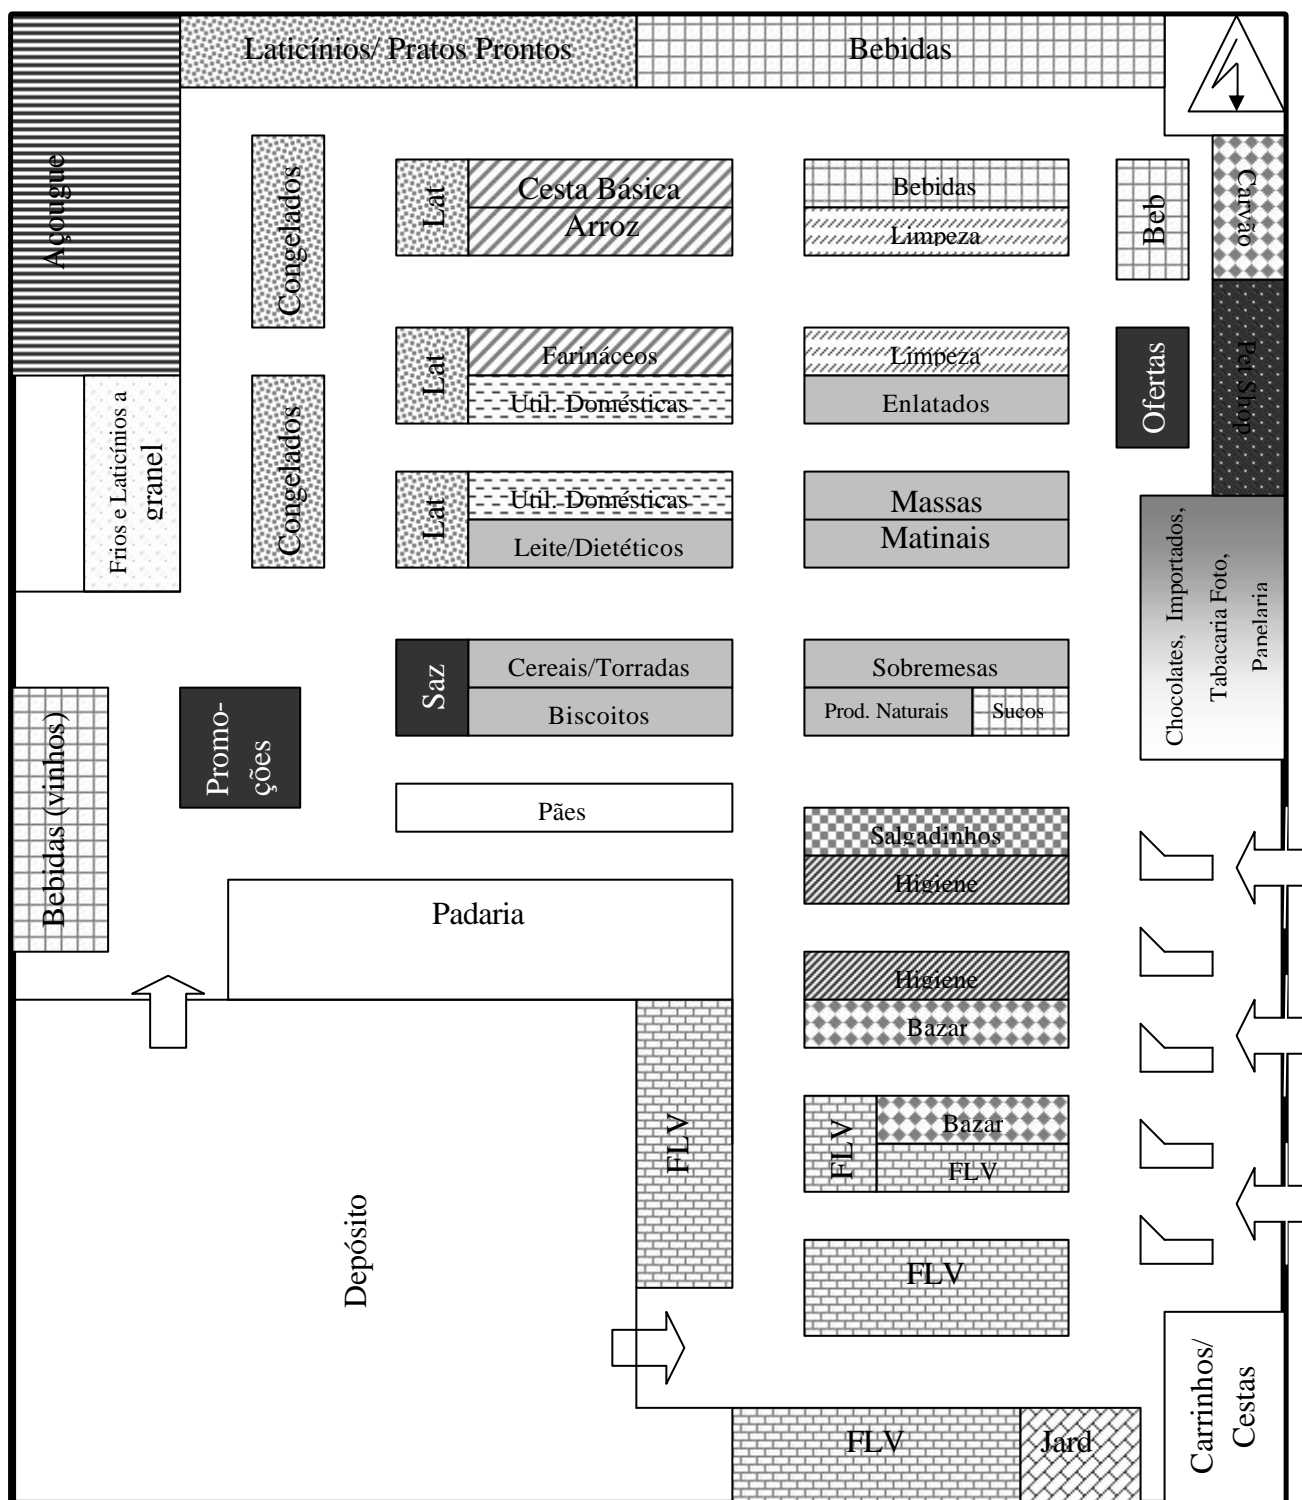 Laticínios/ Pratos Prontos
Bebidas
Açougue
Congelados
Lat
Cesta Básica
Arroz
Bebidas
Limpeza
Beb
Carvão
Lat
Farináceos
Util. Domésticas
Limpeza
Enlatados
Ofertas
Pet Shop
Frios e Laticínios a
granel
Congelados
Lat
Util. Domésticas
Leite/Dietéticos
Massas
Matinais
Chocolates, Importados,
Tabacaria Foto,
Papelaria
Saz
Cereais/Torradas
Biscoitos
Sobremesas
Prod. Naturais
Sucos
Bebidas (vinhos)
Promo-
ções
Pães
Salgadinhos
Higiene
Padaria
Higiene
Bazar
FLV
FLV
Bazar
FLV
Depósito
FLV
Carrinhos/
Cestas
FLV
Jard